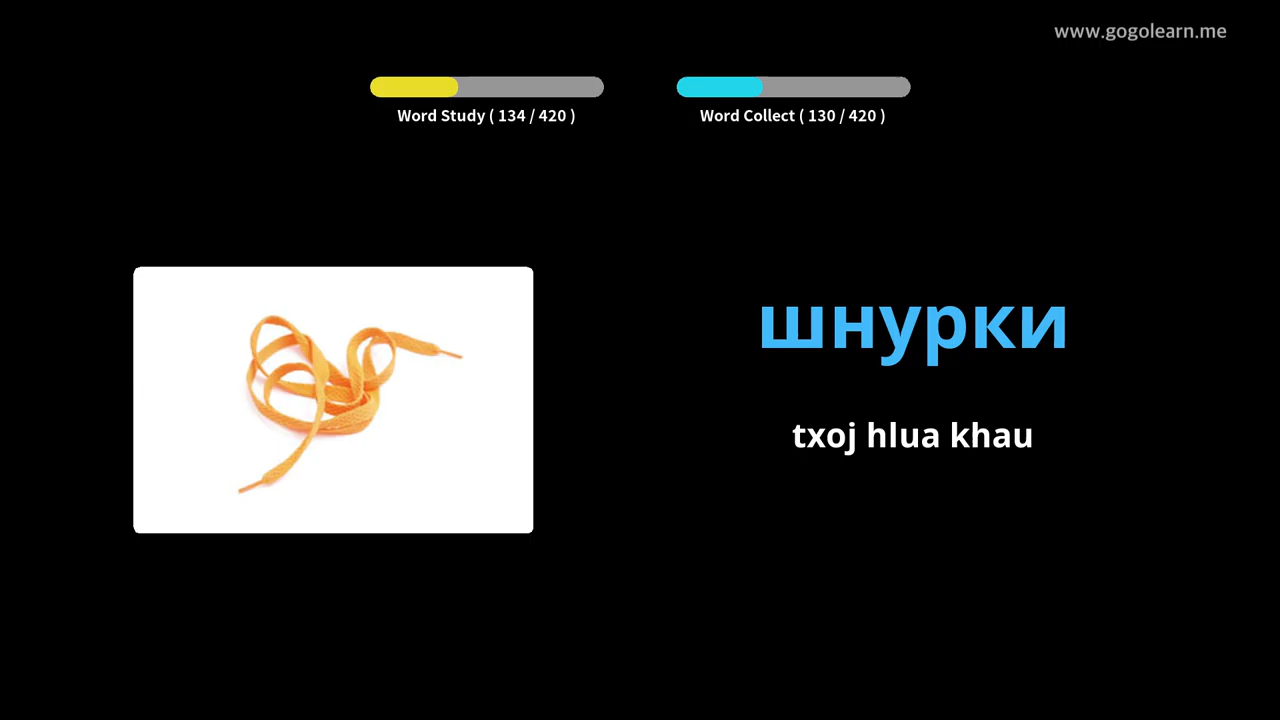 www.gogolearn.me
Word Study ( 134 / 420 )
Word Collect ( 130 / 420 )
шнурки
txoj hlua khau